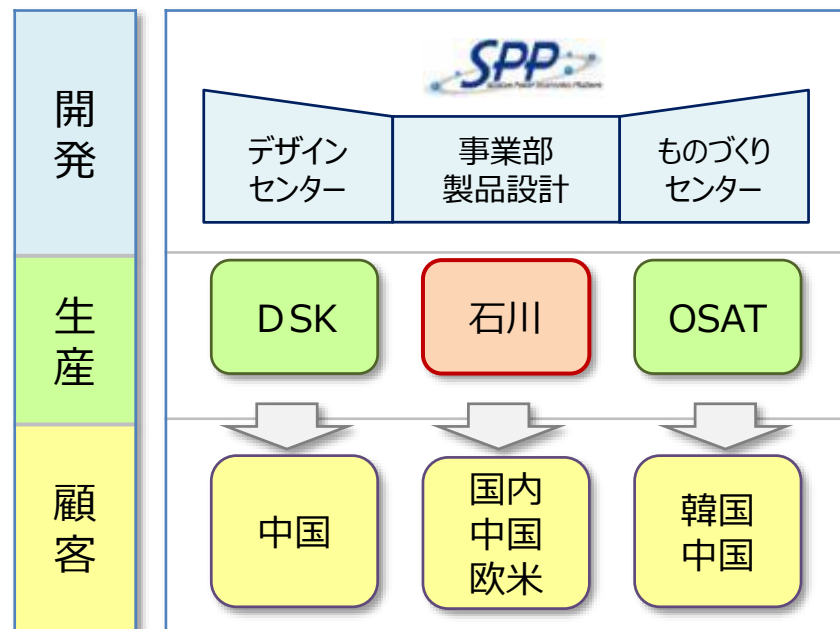 開発
SPP
デザイン
センター
事業部
製品設計
ものづくり
センター
生産
ＤSK
石川
OSAT
顧客
中国
国内
中国
欧米
韓国
中国